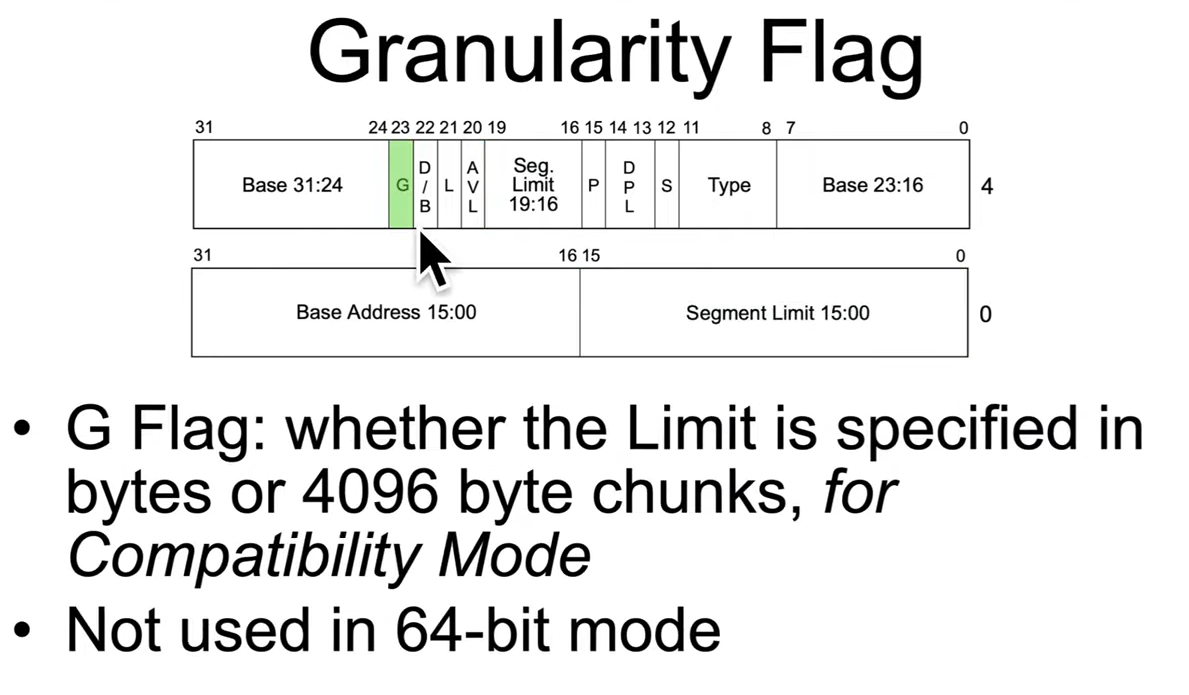 Granularity Flag
31 24 23 22 21 20 19 16 15 14 13 12 11 8 7 0
Base 31:24 G D/B L AVL Seg. Limit 19:16 P DPL S Type Base 23:16 4
31 16 15 0
Base Address 15:00 Segment Limit 15:00 0
• G Flag: whether the Limit is specified in
bytes or 4096 byte chunks, for
Compatibility Mode
• Not used in 64-bit mode